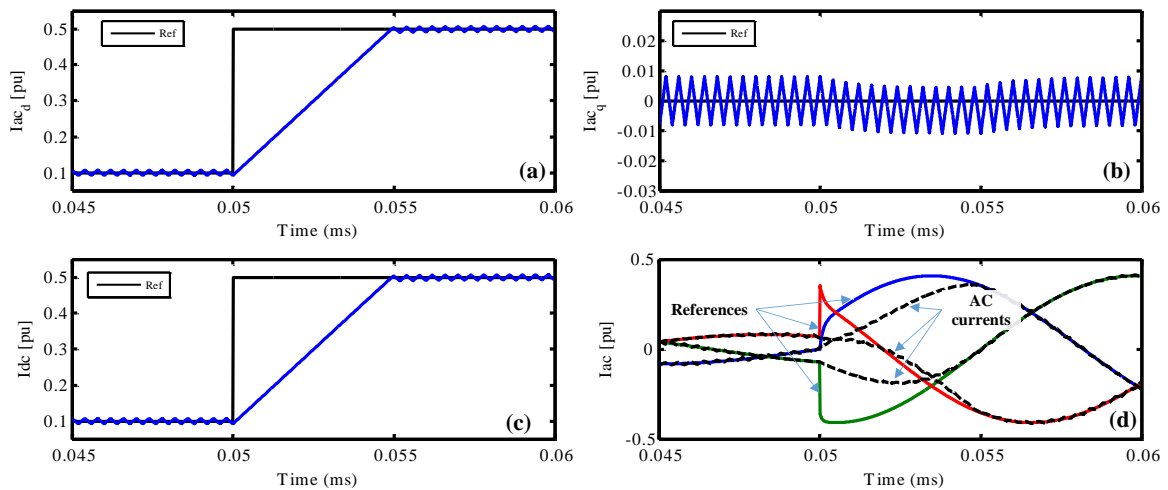 0.5
0.4
0.3
0.2
0.1
Iac_d [pu]
Ref
(a)
0.045
0.05
0.055
0.06
Time (ms)
0.03
0.02
0.01
0
-0.01
-0.02
-0.03
Iac_q [pu]
Ref
(b)
0.045
0.05
0.055
0.06
Time (ms)
0.5
0.4
0.3
0.2
0.1
Idc [pu]
Ref
(c)
0.045
0.05
0.055
0.06
Time (ms)
0.5
0
-0.5
Iac [pu]
References
AC
currents
(d)
0.045
0.05
0.055
0.06
Time (ms)